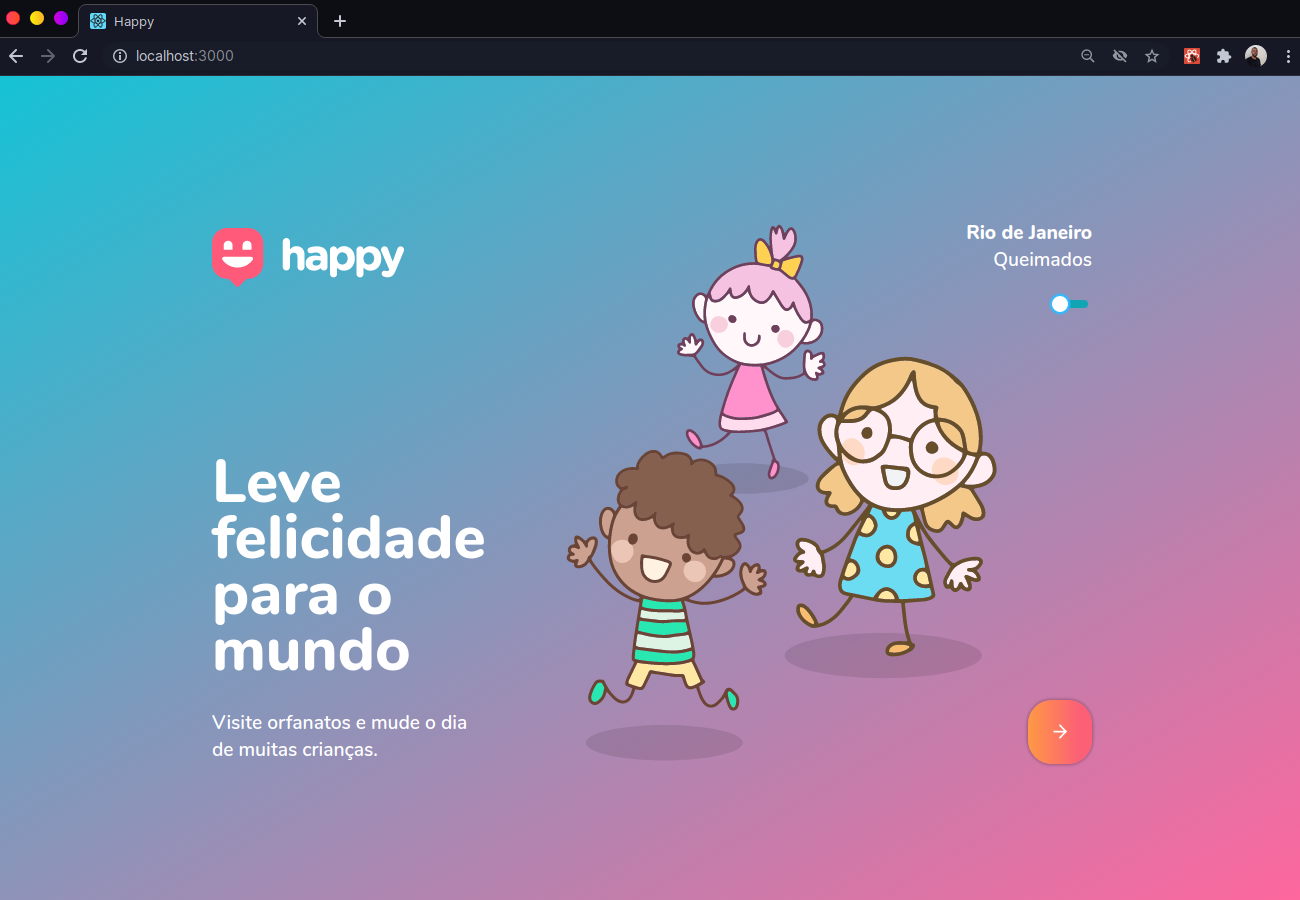 Happy
localhost:3000
happy
Rio de Janeiro
Queimados
Leve
felicidade
para o
mundo
Visite orfanatos e mude o dia
de muitas crianças.